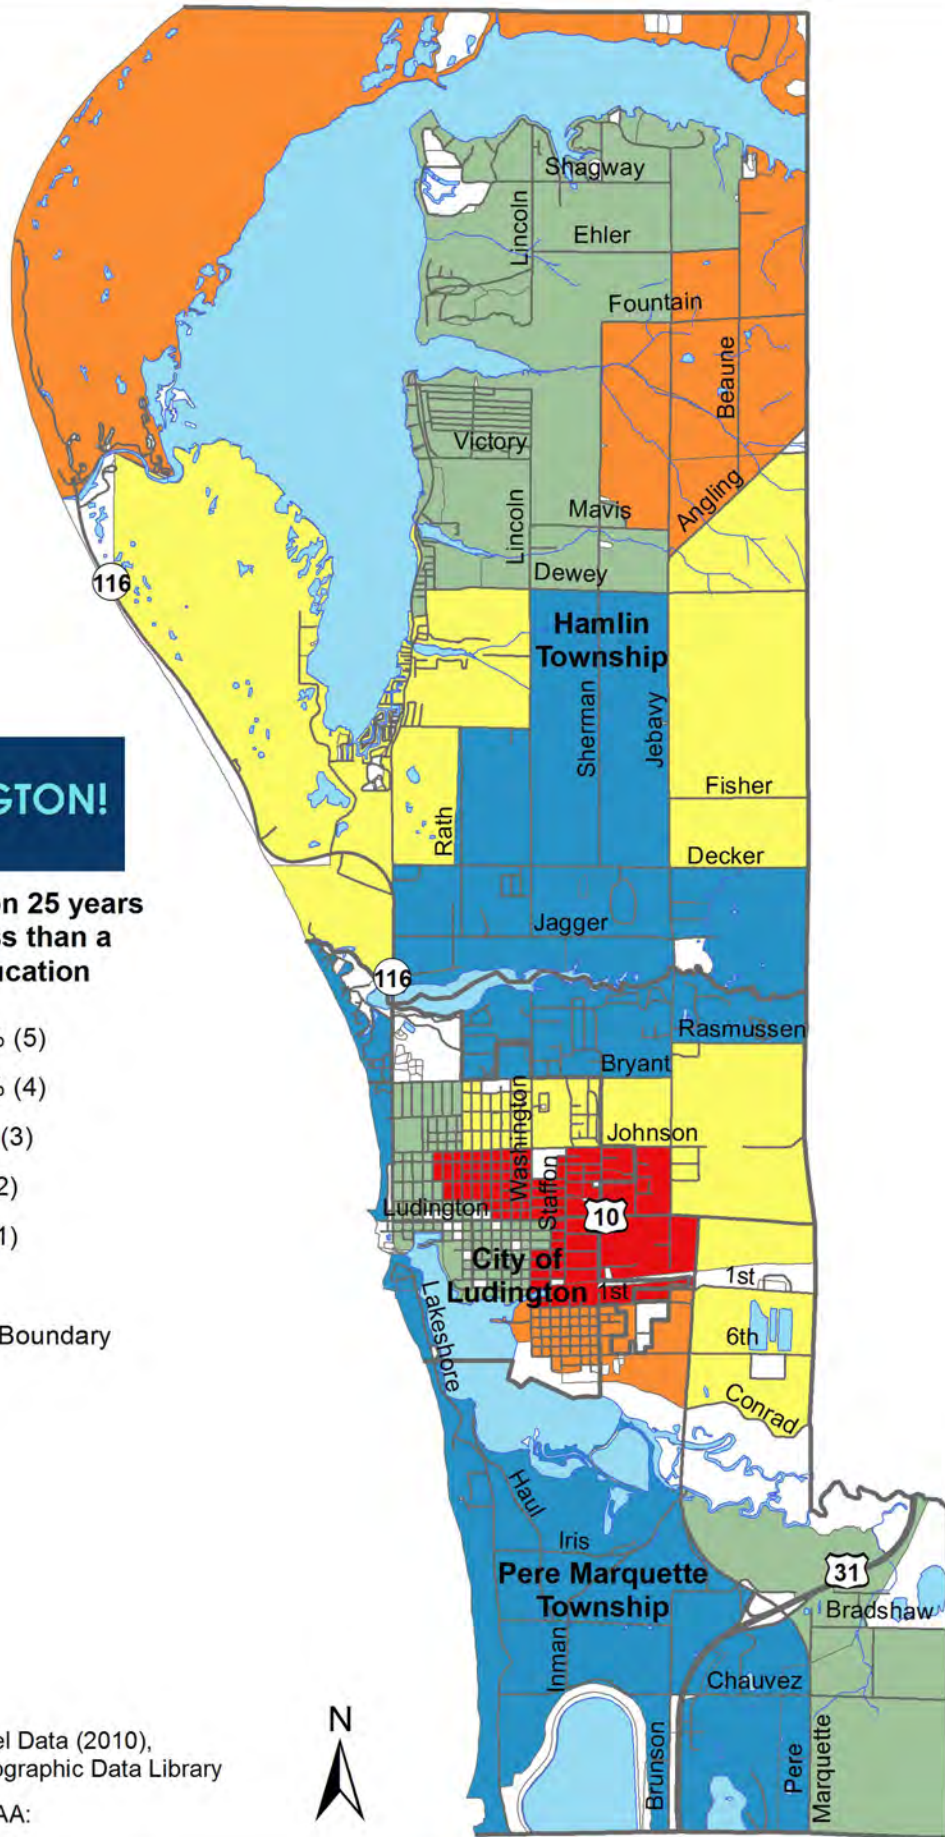 Shagway
Lincoln
Ehler
Fountain
Beaune
Victory
Angling
Mavis
Lincoln
Dewey
116
Hamlin
Township
Sherman
Jebavy
GTON!
Fisher
Rath
Decker
on 25 years
ss than a
ucation
Jagger
116
% (5)
Rasmussen
Bryant
% (4)
Washington
Johnson
(3)
Staffon
2)
Ludington
10
1)
City of
Ludington
1st
1st
Lakeshore
6th
Boundary
Conrad
Haul
Iris
31
Pere Marquette
Township
Bradshaw
Inman
Chauvez
Brunson
Pere
Marquette
N
el Data (2010),
ographic Data Library
AA: